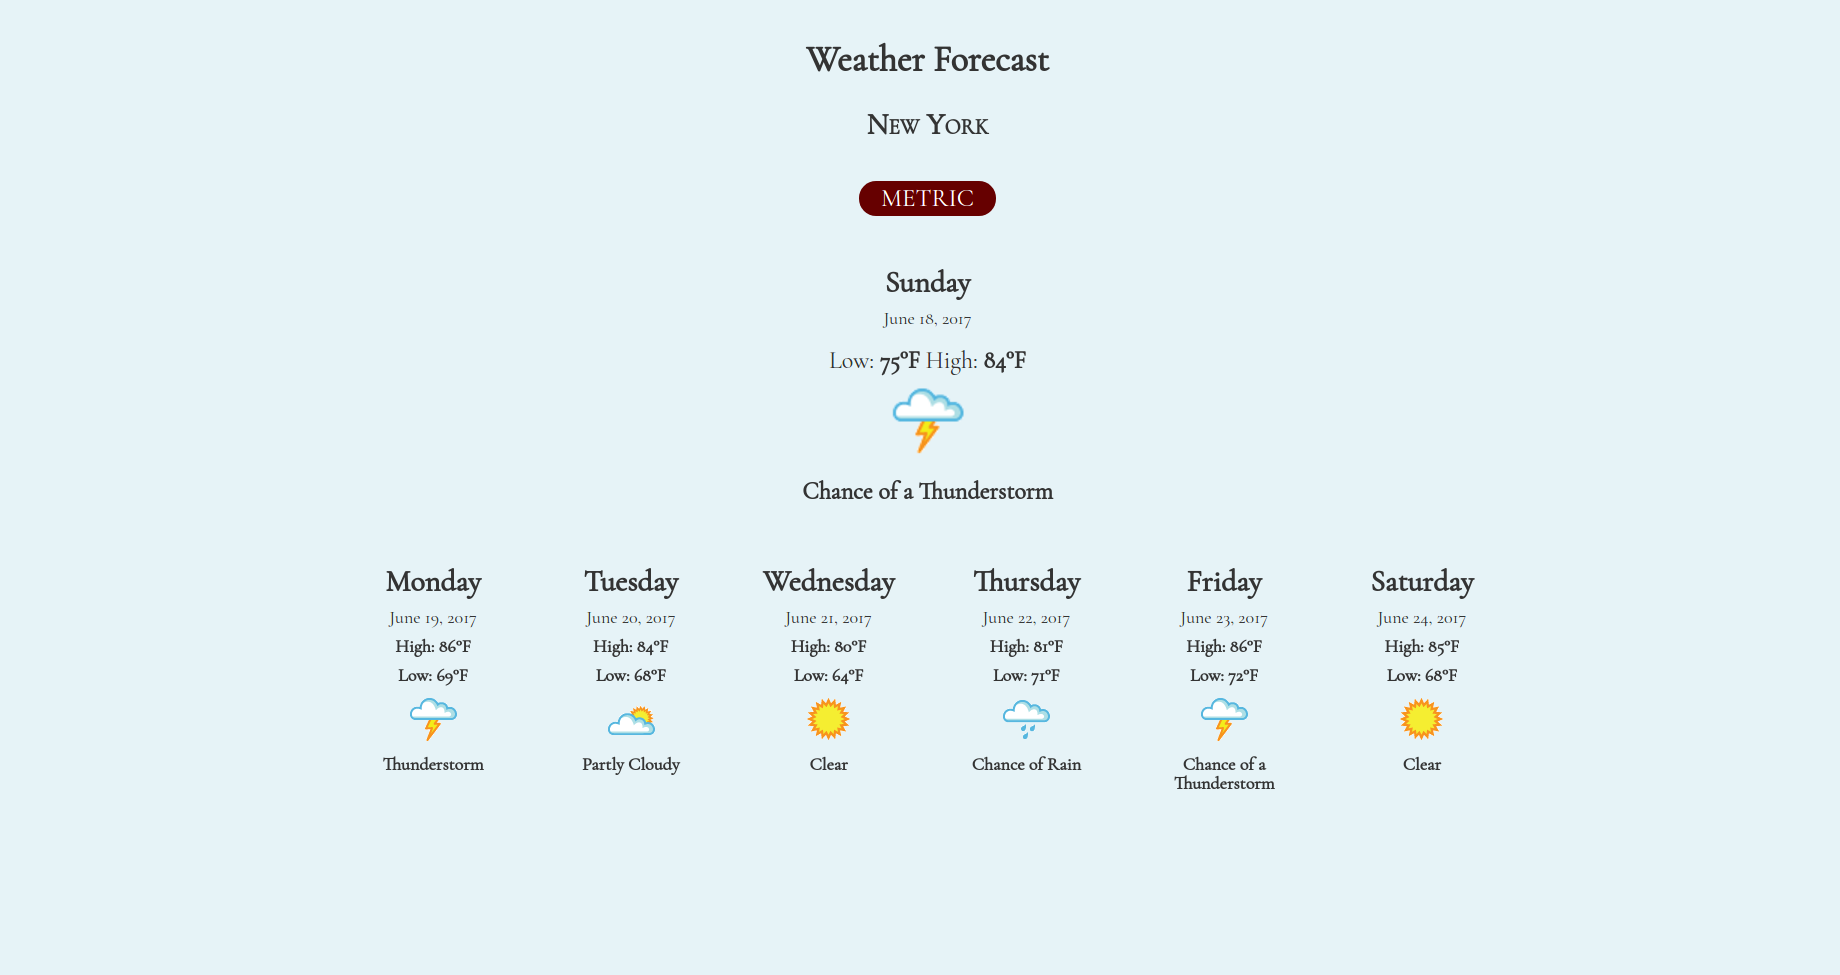 Weather Forecast
New York
METRIC
Sunday
June 18, 2017
Low: 75°F High: 84°F
Chance of a Thunderstorm
Monday
June 19, 2017
High: 86°F
Low: 69°F
Thunderstorm
Tuesday
June 20, 2017
High: 84°F
Low: 68°F
Partly Cloudy
Wednesday
June 21, 2017
High: 80°F
Low: 64°F
Clear
Thursday
June 22, 2017
High: 81°F
Low: 71°F
Chance of Rain
Friday
June 23, 2017
High: 86°F
Low: 72°F
Chance of a
Thunderstorm
Saturday
June 24, 2017
High: 85°F
Low: 68°F
Clear